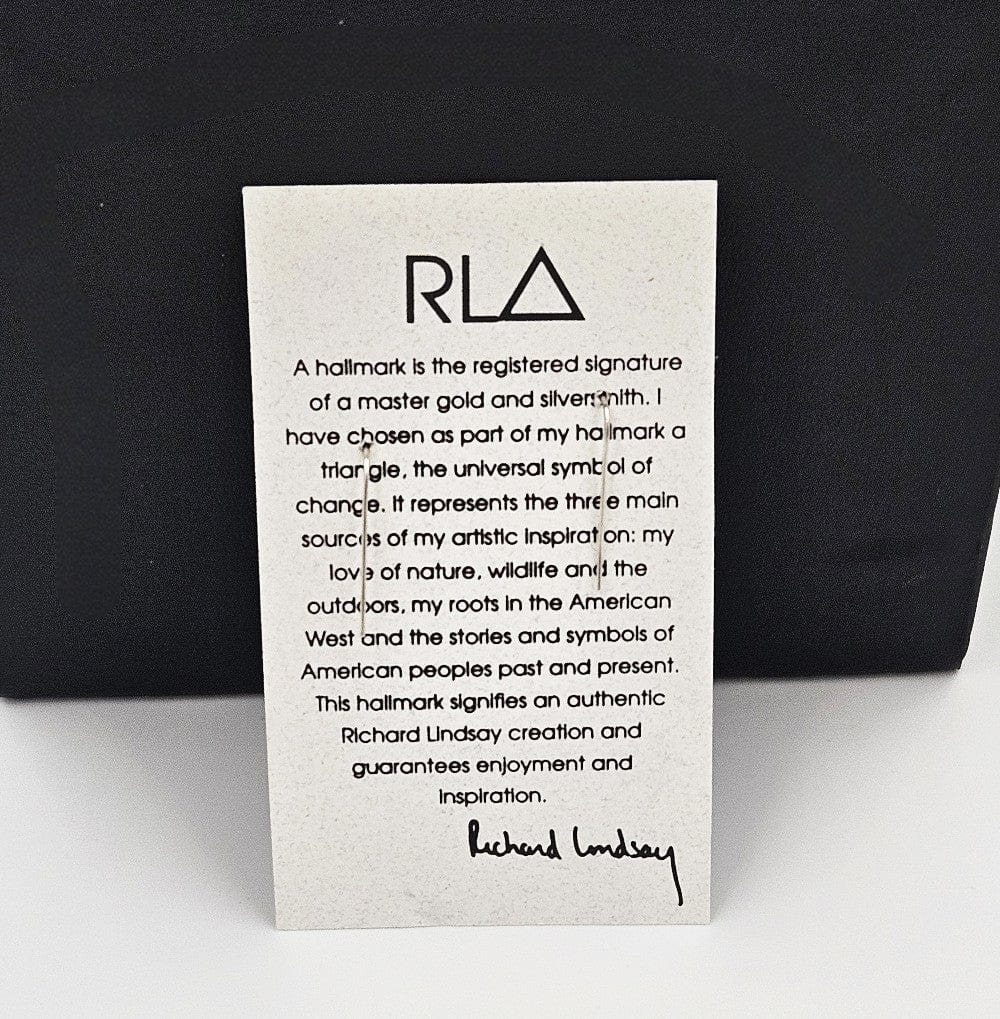 RL△
A hallmark is the registered signature
of a master gold and silversmith. I
have chosen as part of my hallmark a
triangle, the universal symbol of
change. It represents the three main
sources of my artistic inspiration: my
love of nature, wildlife and the
outdoors, my roots in the American
West and the stories and symbols of
American peoples past and present.
This hallmark signifies an authentic
Richard Lindsay creation and
guarantees enjoyment and
inspiration.
Richard Lindsay